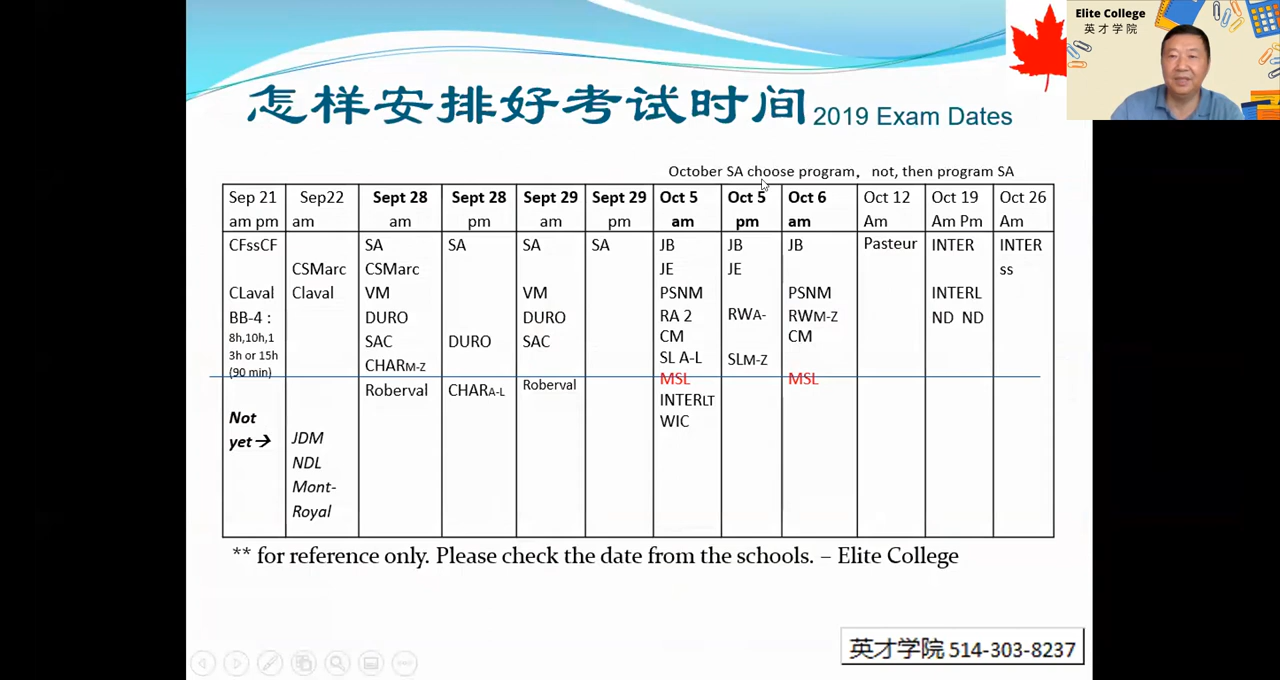 Elite College
英才学院
怎样安排好考试时间 2019 Exam Dates
October SA choose program， not, then program SA
Sep 21 am pm
Sep22 am
Sept 28 am
Sept 28 pm
Sept 29 am
Sept 29 pm
Oct 5 am
Oct 5 pm
Oct 6 am
Oct 12 Am
Oct 19 Am Pm
Oct 26 Am
CFssCF
CLaval
BB-4 :
8h,10h,1
3h or 15h
(90 min)
Not
yet→
CSMarc
Claval
JDM
NDL
Mont-
Royal
SA
CSMarc
VM
DURO
SAC
CHARM-Z
Roberval
SA
DURO
CHARA-L
SA
VM
DURO
SAC
Roberval
SA
JB
JE
PSNM
RA 2
CM
SL A-L
MSL
INTERLT
WIC
JB
JE
RWA-
SLM-Z
JB
PSNM
RWM-Z
CM
MSL
Pasteur
INTER
INTERL
ND ND
INTER
ss
** for reference only. Please check the date from the schools. – Elite College
英才学院 514-303-8237